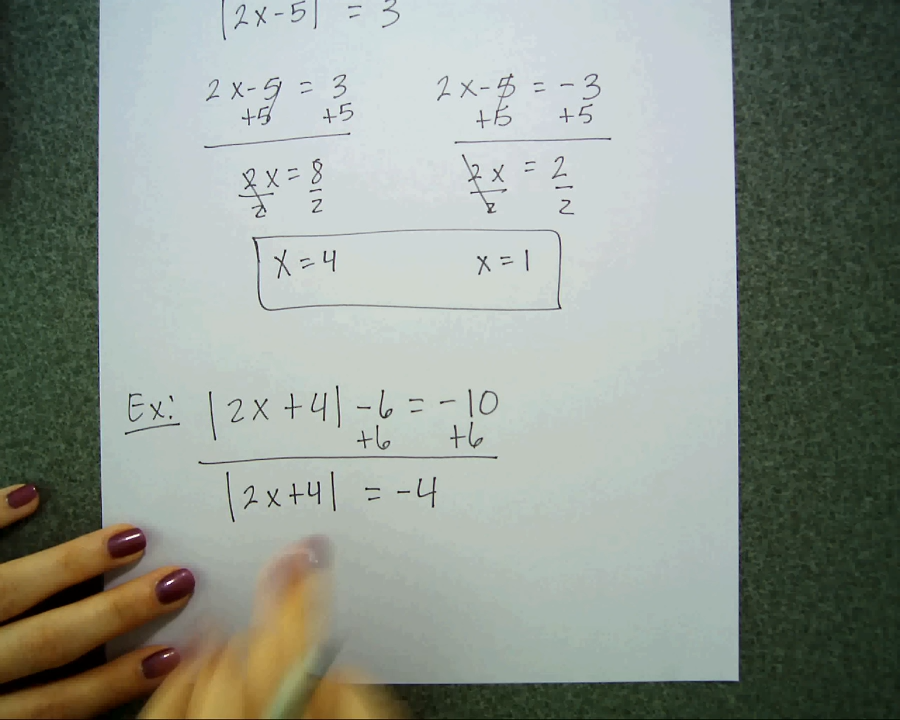 |2x-5| = 3
2x-5 = 3 2x-5 = -3
+5 +5 +5 +5
2x = 8 2x = 2
2 2 2 2
x = 4 x = 1
Ex: |2x+4| -6 = -10
+6 +6
|2x+4| = -4